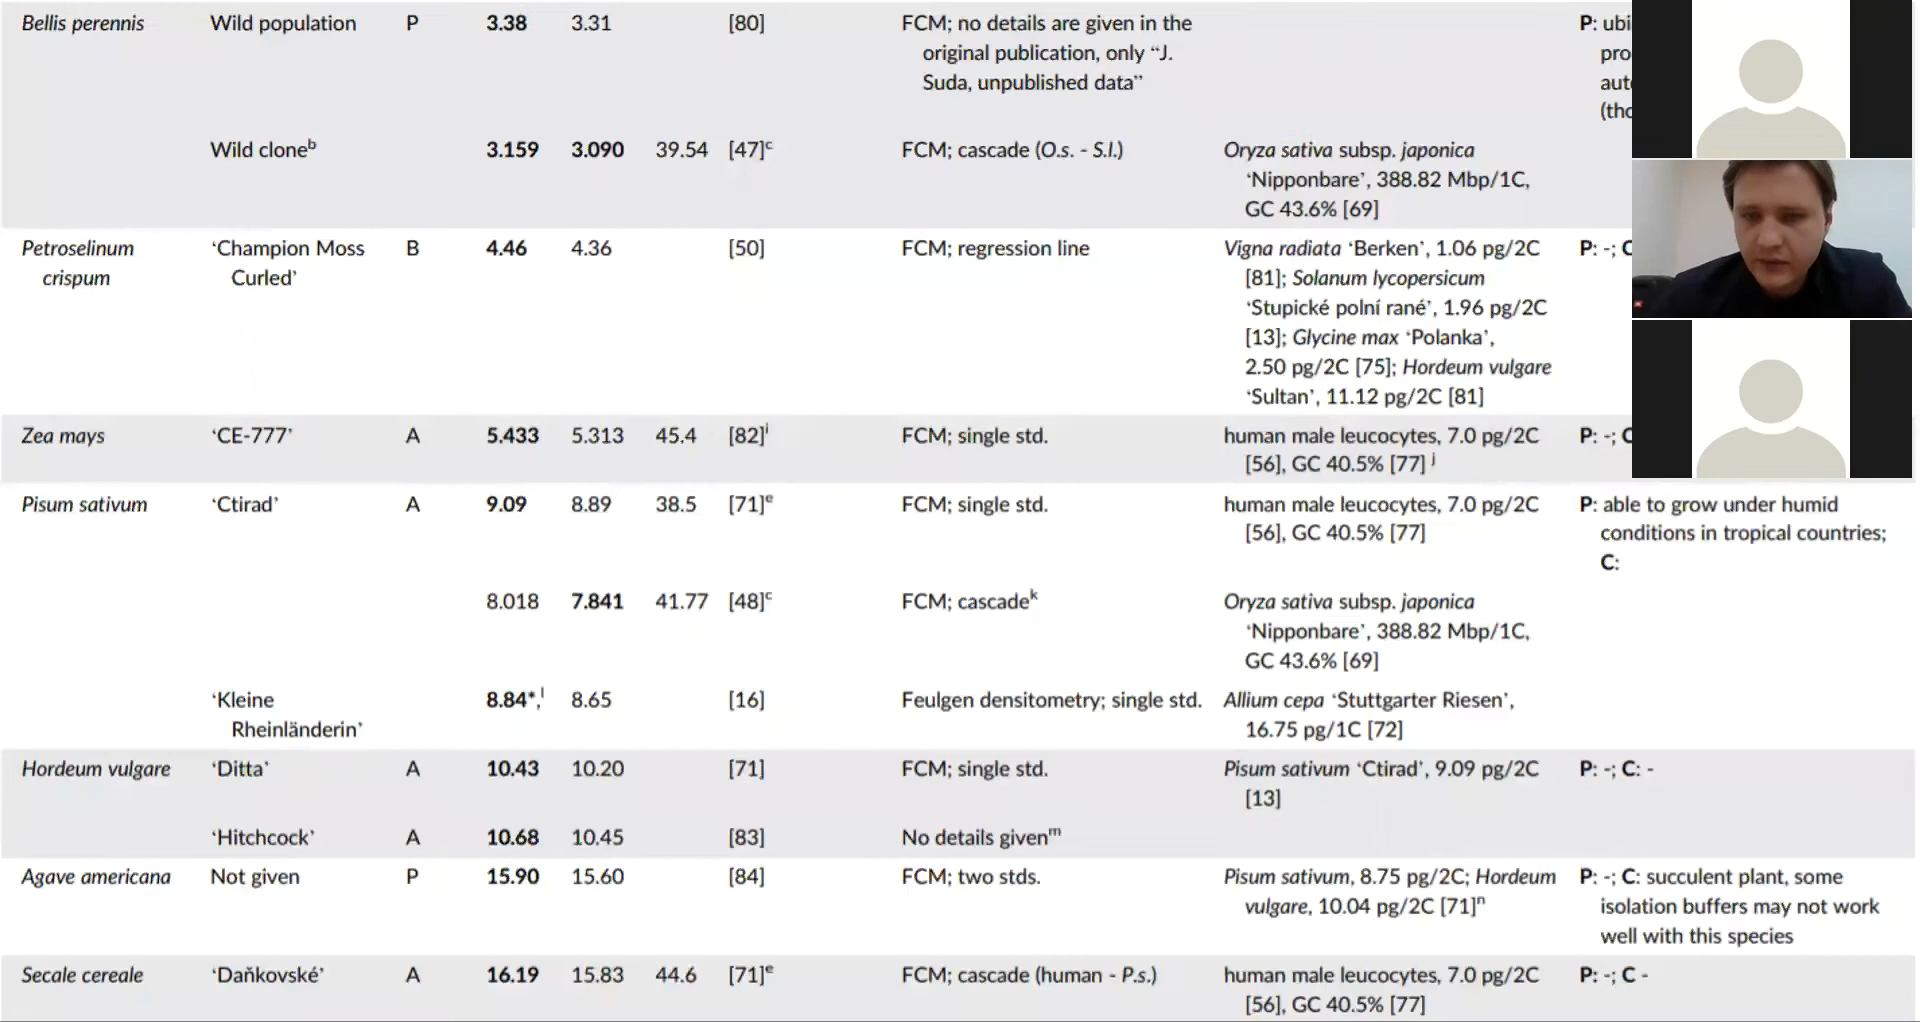 Bellis perennis Wild population P 3.38 3.31 [80] FCM; no details are given in the P:
original publication, only “J.
Suda, unpublished data”
Wild cloneᵇ 3.159 3.090 39.54 [47]ᶜ FCM; cascade (O.s. - S.l.) Oryza sativa subsp. japonica
‘Nipponbare’, 388.82 Mbp/1C,
GC 43.6% [69]
Petroselinum ‘Champion Moss B 4.46 4.36 [50] FCM; regression line Vigna radiata ‘Berken’, 1.06 pg/2C P: -; C
crispum Curled’ [81]; Solanum lycopersicum
‘Stupické polní rané’, 1.96 pg/2C
[13]; Glycine max ‘Polanka’,
2.50 pg/2C [75]; Hordeum vulgare
‘Sultan’, 11.12 pg/2C [81]
Zea mays ‘CE-777’ A 5.433 5.313 45.4 [82]ⁱ FCM; single std. human male leucocytes, 7.0 pg/2C P: -; C
[56], GC 40.5% [77] ʲ
Pisum sativum ‘Ctirad’ A 9.09 8.89 38.5 [71]ᵉ FCM; single std. human male leucocytes, 7.0 pg/2C P: able to grow under humid
[56], GC 40.5% [77] conditions in tropical countries;
C:
8.018 7.841 41.77 [48]ᶜ FCM; cascadeᵏ Oryza sativa subsp. japonica
‘Nipponbare’, 388.82 Mbp/1C,
GC 43.6% [69]
‘Kleine 8.84*,ˡ 8.65 [16] Feulgen densitometry; single std. Allium cepa ‘Stuttgarter Riesen’,
Rheinländerin’ 16.75 pg/1C [72]
Hordeum vulgare ‘Ditta’ A 10.43 10.20 [71] FCM; single std. Pisum sativum ‘Ctirad’, 9.09 pg/2C P: -; C: -
[13]
‘Hitchcock’ A 10.68 10.45 [83] No details givenᵐ
Agave americana Not given P 15.90 15.60 [84] FCM; two stds. Pisum sativum, 8.75 pg/2C; Hordeum P: -; C: succulent plant, some
vulgare, 10.04 pg/2C [71]ⁿ isolation buffers may not work
well with this species
Secale cereale ‘Daňkovské’ A 16.19 15.83 44.6 [71]ᵉ FCM; cascade (human - P.s.) human male leucocytes, 7.0 pg/2C P: -; C -
[56], GC 40.5% [77]